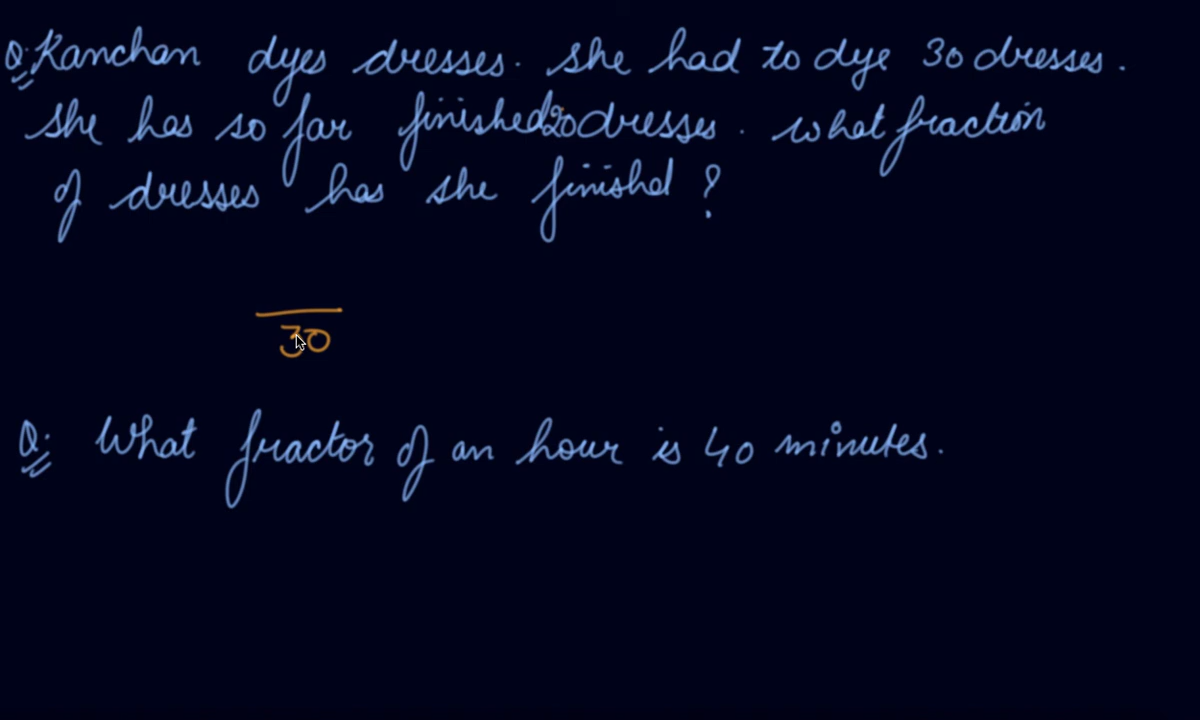 Q. Kanchan dyes dresses. She had to dye 30 dresses.
She has so far finished 20 dresses. What fraction
of dresses has she finished ?
30
Q. What fractor of an hour is 40 minutes.